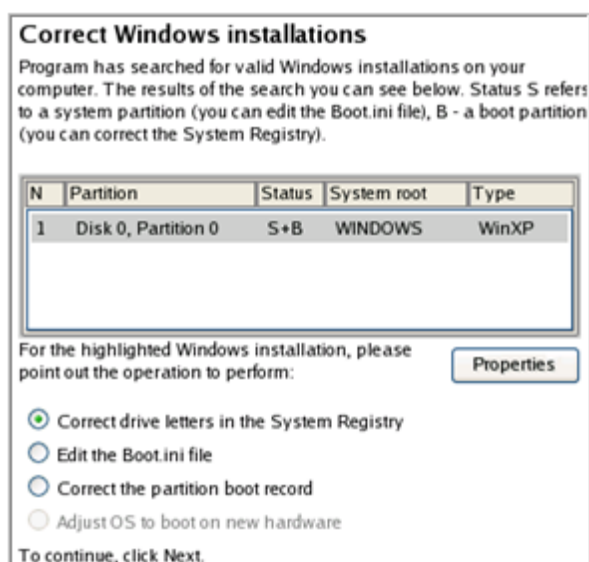 Correct Windows installations
Program has searched for valid Windows installations on your
computer. The results of the search you can see below. Status S refers
to a system partition (you can edit the Boot.ini file), B - a boot partition
(you can correct the System Registry).
N Partition Status System root Type
1 Disk 0, Partition 0 S+B WINDOWS WinXP
For the highlighted Windows installation, please
point out the operation to perform:
Properties
Correct drive letters in the System Registry
Edit the Boot.ini file
Correct the partition boot record
Adjust OS to boot on new hardware
To continue, click Next.